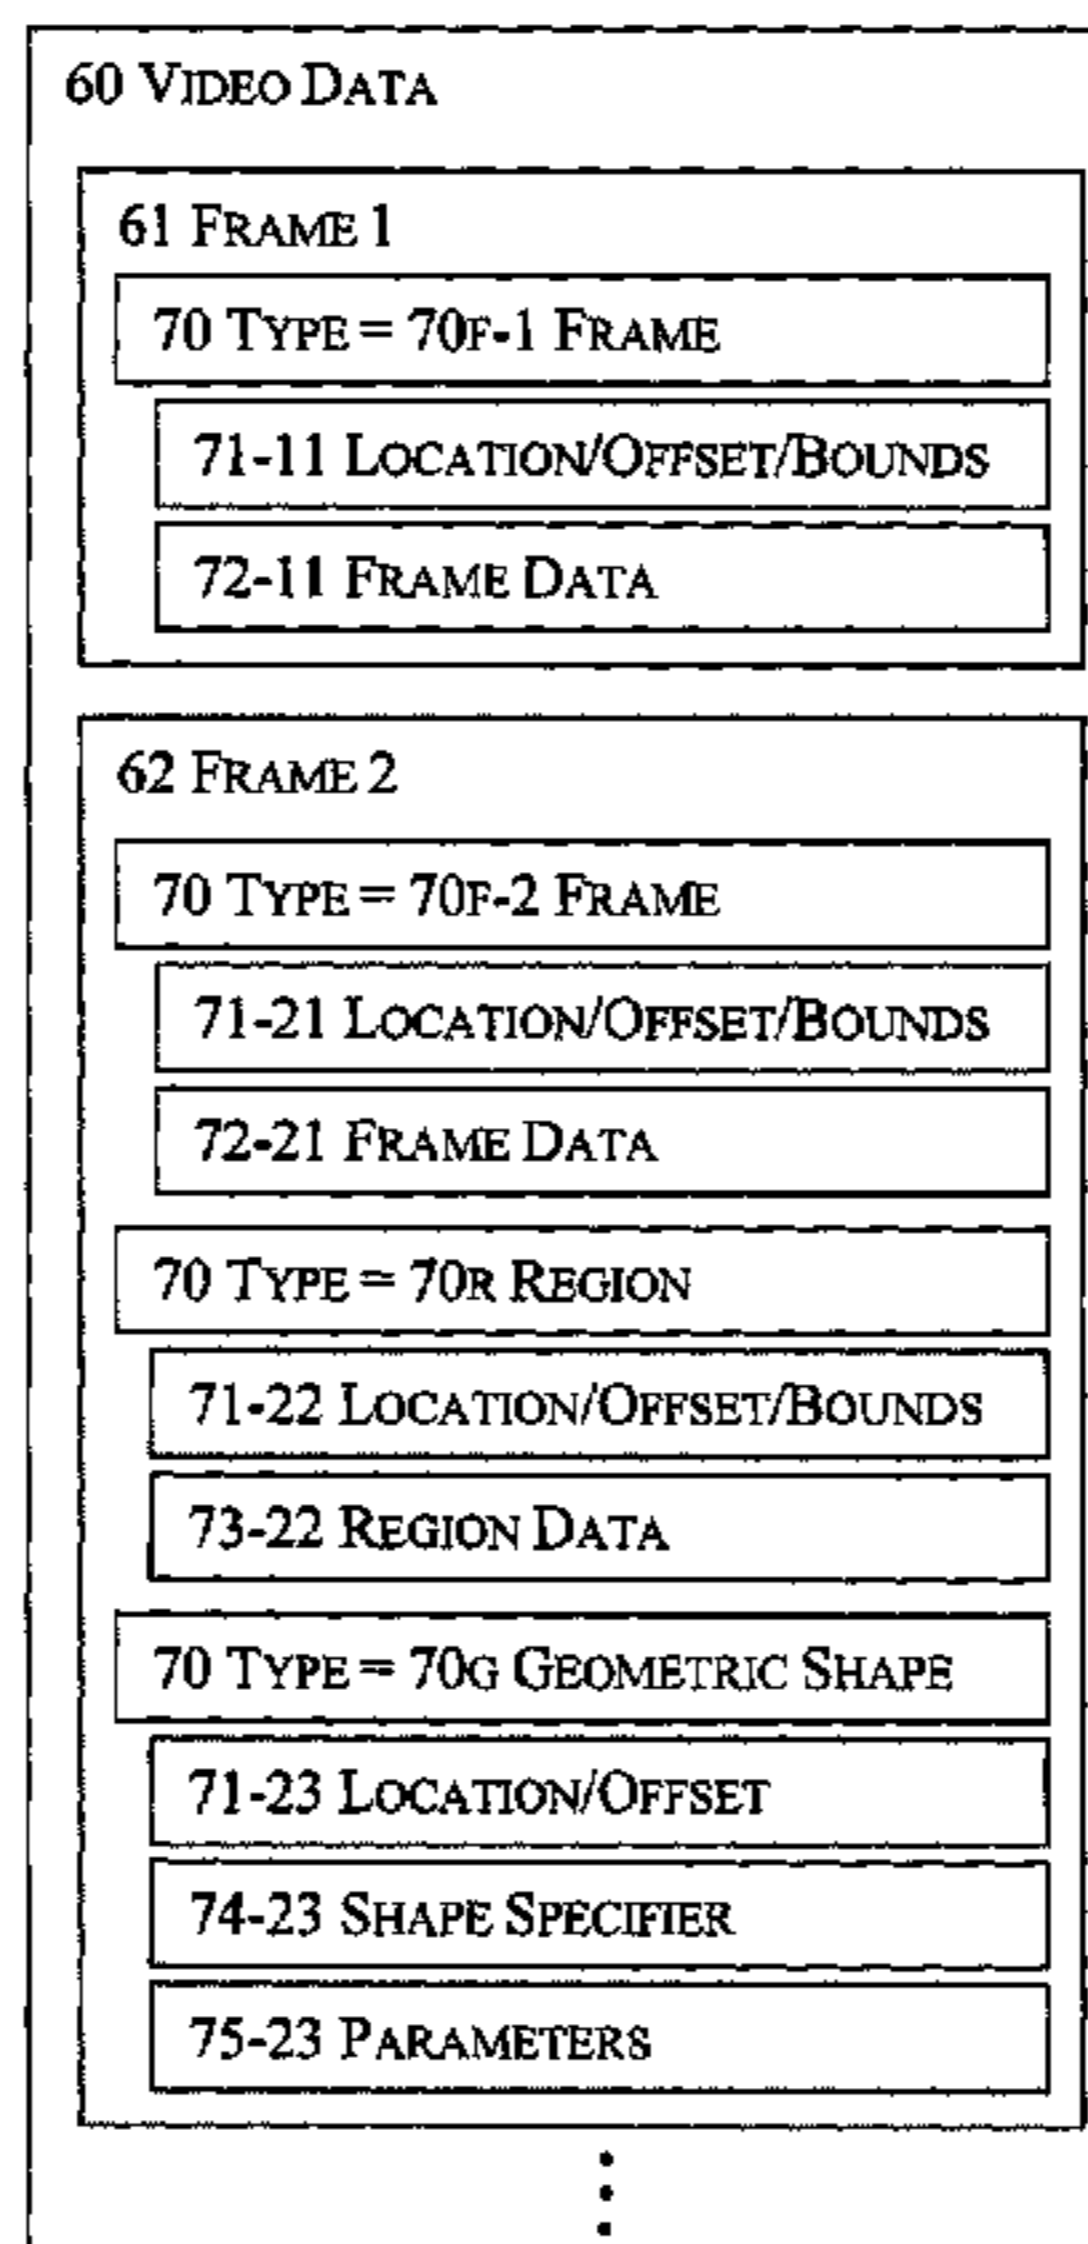 60 VIDEO DATA
61 FRAME 1
70 TYPE = 70F-1 FRAME
71-11 LOCATION/OFFSET/BOUNDS
72-11 FRAME DATA
62 FRAME 2
70 TYPE = 70F-2 FRAME
71-21 LOCATION/OFFSET/BOUNDS
72-21 FRAME DATA
70 TYPE = 70R REGION
71-22 LOCATION/OFFSET/BOUNDS
73-22 REGION DATA
70 TYPE = 70G GEOMETRIC SHAPE
71-23 LOCATION/OFFSET
74-23 SHAPE SPECIFIER
75-23 PARAMETERS